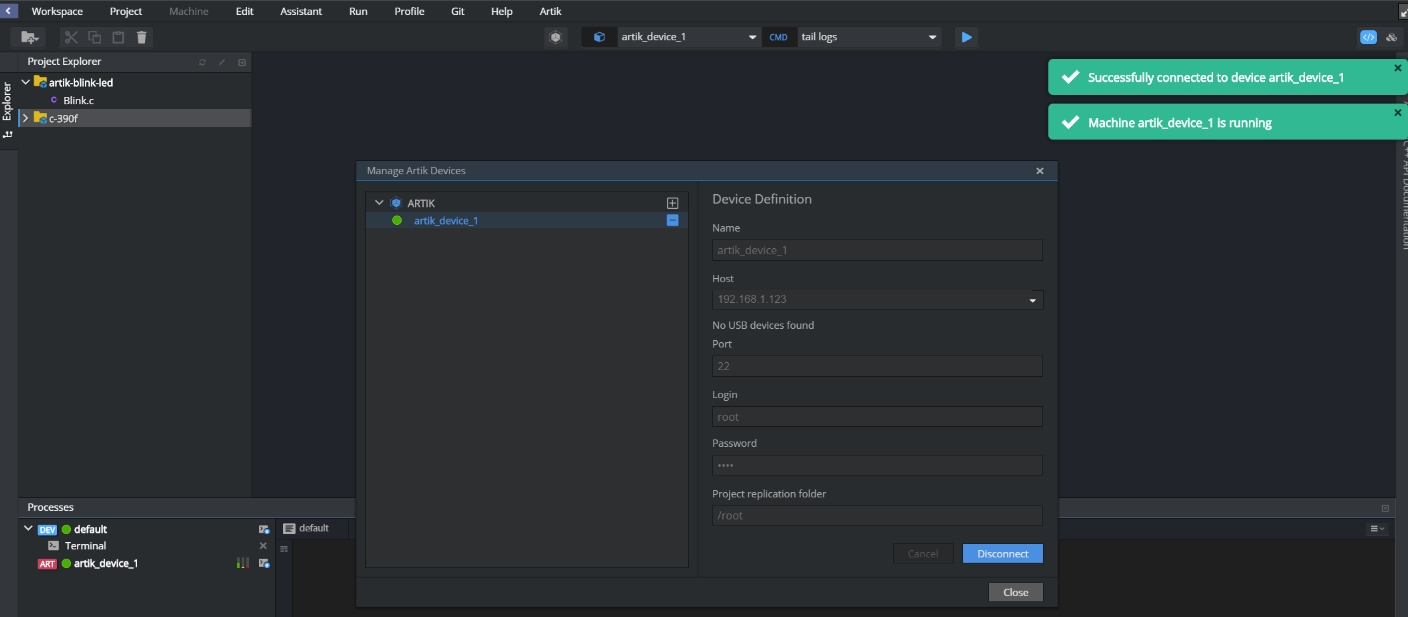 Workspace Project Machine Edit Assistant Run Profile Git Help Artik
artik_device_1 CMD tail logs
Project Explorer
Explorer
artik-blink-led
Blink.c
c-390f
Successfully connected to device artik_device_1
Machine artik_device_1 is running
C++ API Documentation
Manage Artik Devices
ARTIK
artik_device_1
Device Definition
Name
artik_device_1
Host
192.168.1.123
No USB devices found
Port
22
Login
root
Password
••••
Project replication folder
/root
Cancel Disconnect
Close
Processes
DEV default
Terminal
ART artik_device_1
default